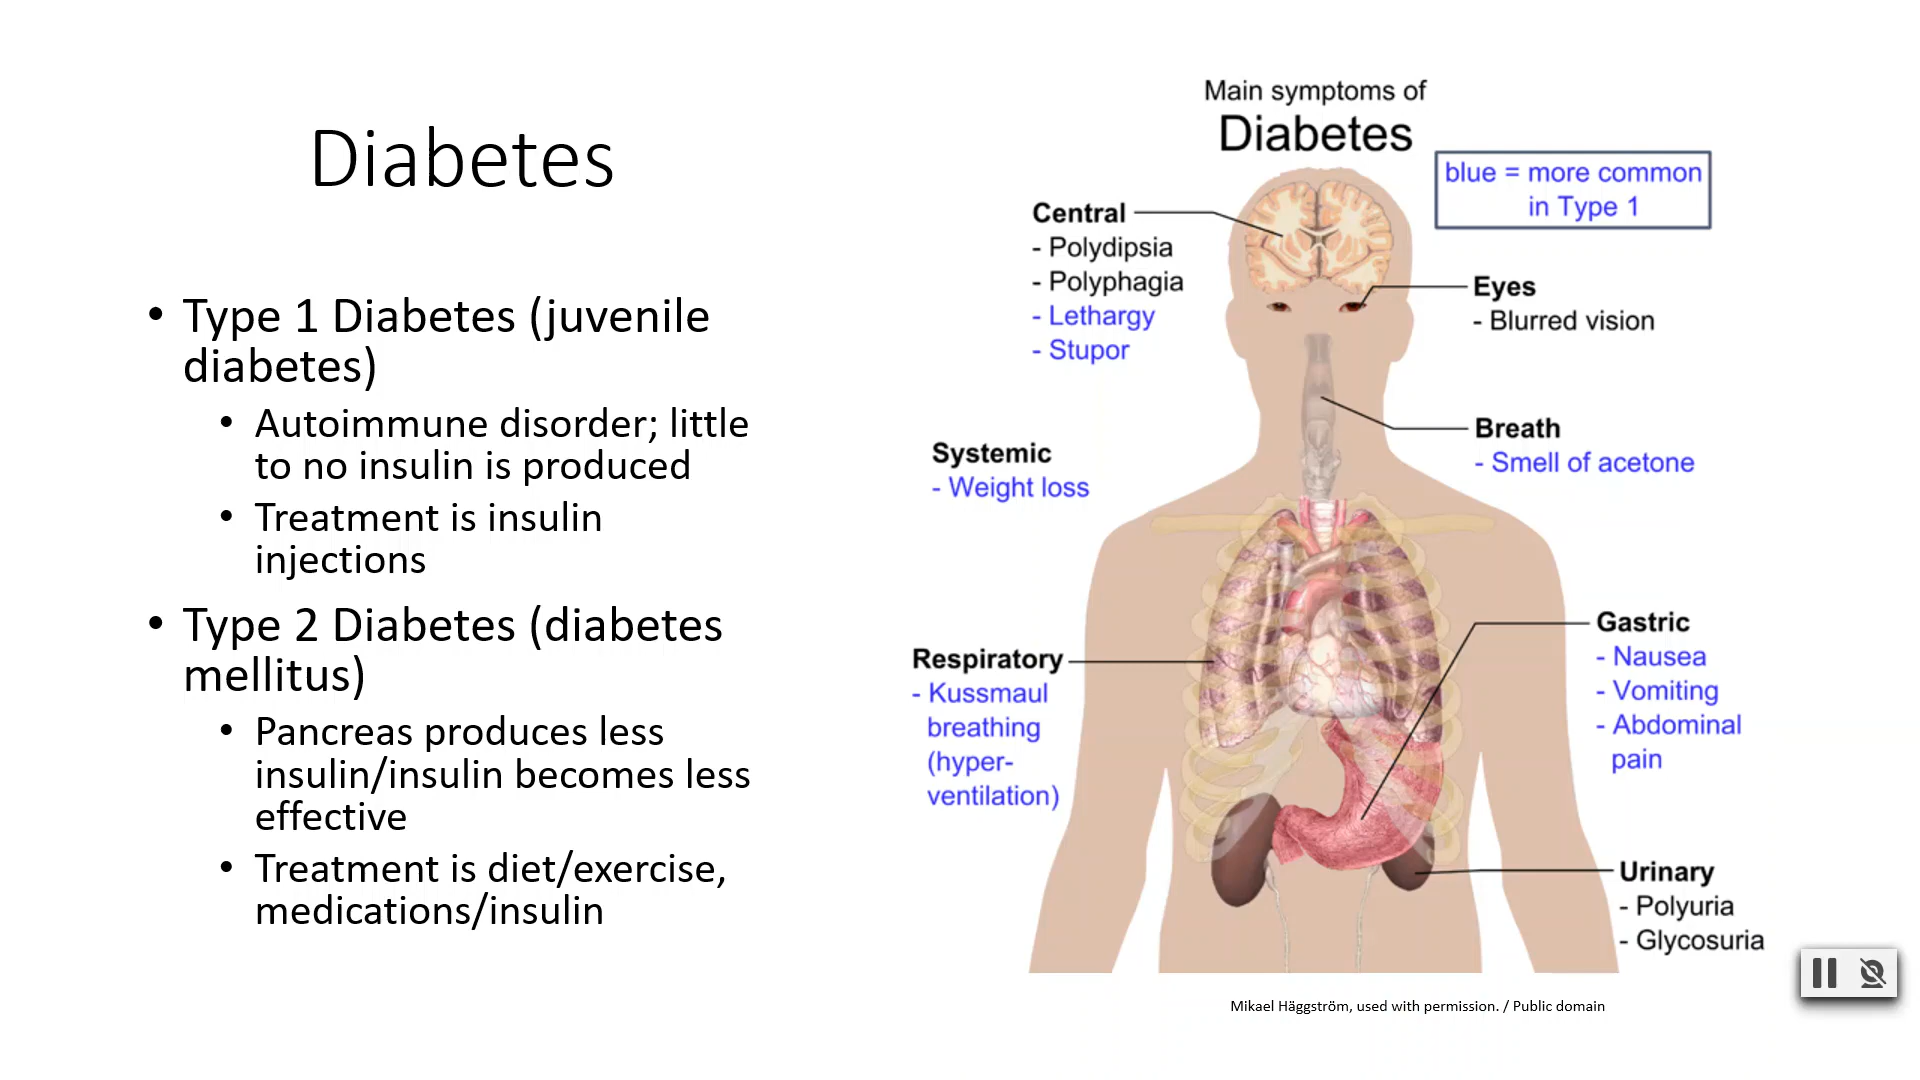 Diabetes
• Type 1 Diabetes (juvenile
diabetes)
• Autoimmune disorder; little
to no insulin is produced
• Treatment is insulin
injections
• Type 2 Diabetes (diabetes
mellitus)
• Pancreas produces less
insulin/insulin becomes less
effective
• Treatment is diet/exercise,
medications/insulin
Main symptoms of
Diabetes
blue = more common
in Type 1
Central
- Polydipsia
- Polyphagia
- Lethargy
- Stupor
Eyes
- Blurred vision
Breath
- Smell of acetone
Systemic
- Weight loss
Respiratory
- Kussmaul
breathing
(hyper-
ventilation)
Gastric
- Nausea
- Vomiting
- Abdominal
pain
Urinary
- Polyuria
- Glycosuria
Mikael Häggström, used with permission. / Public domain